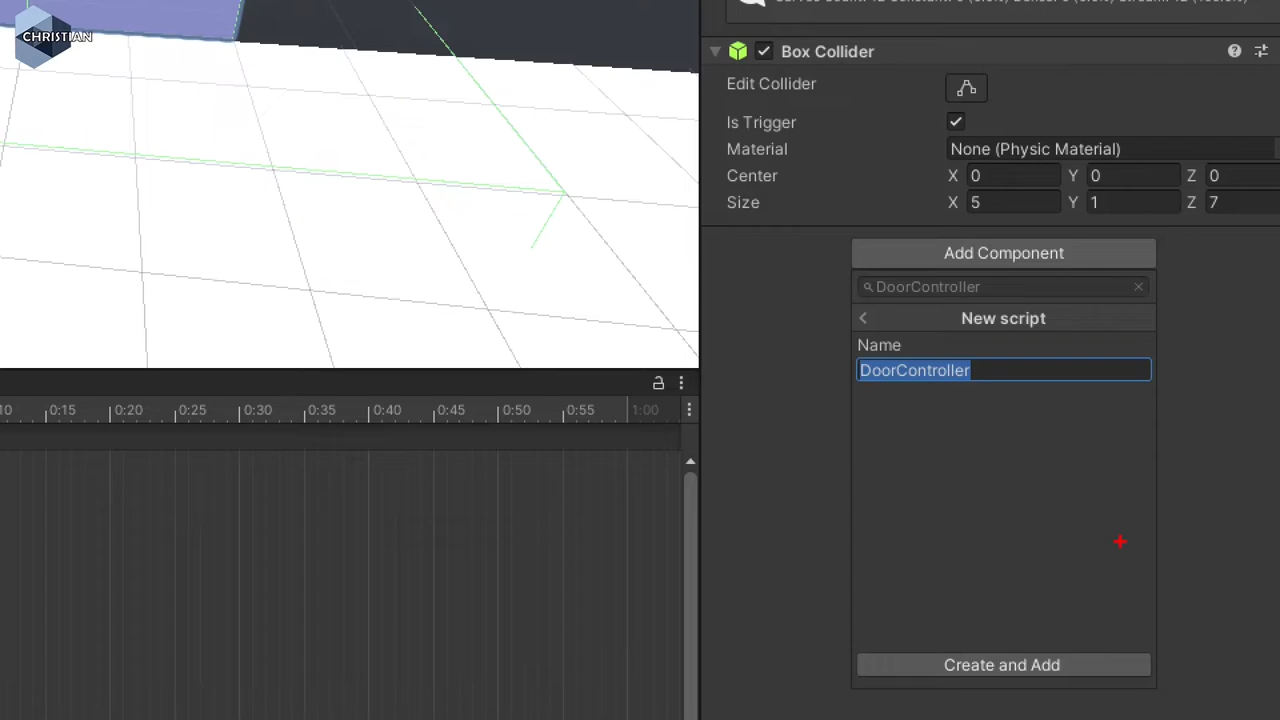 CHRISTIAN
Box Collider
Edit Collider
Is Trigger
Material None (Physic Material)
Center X 0 Y 0 Z 0
Size X 5 Y 1 Z 7
Add Component
DoorController
New script
Name
DoorController
Create and Add
10 0:15 0:20 0:25 0:30 0:35 0:40 0:45 0:50 0:55 1:00